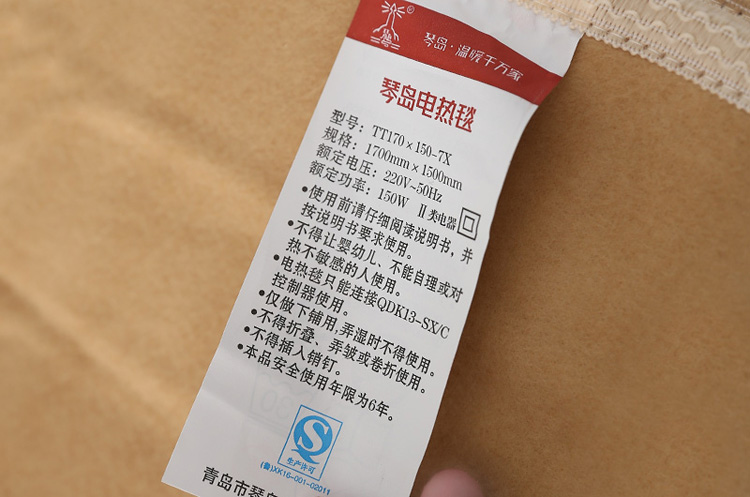 琴岛·温暖千万家
琴岛电热毯
型号：TT170×150-7X
规格：1700mm×1500mm
额定电压：220V~50Hz
额定功率：150W Ⅱ类电器
•使用前请仔细阅读说明书，并
按说明书要求使用。
•不得让婴幼儿、不能自理或对
热不敏感的人使用。
•电热毯只能连接QDK13-SX/C
控制器使用。
•仅做下铺用,弄湿时不得使用。
•不得折叠、弄皱或卷折使用。
•不得插入销钉。
•本品安全使用年限为6年。
生产许可
(鲁)XK16-001-02011
青岛市琴岛